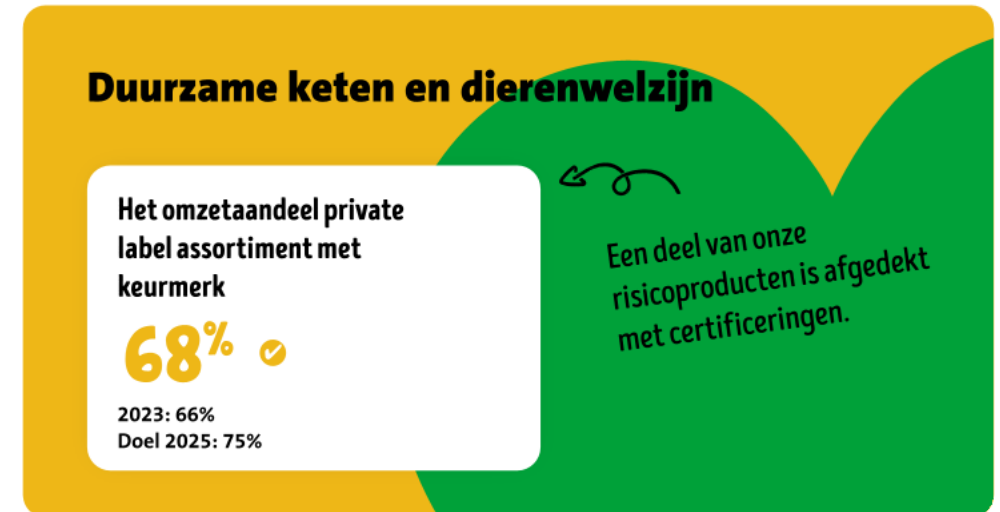 Duurzame keten en dierenwelzijn
Het omzetaandeel private
label assortiment met
keurmerk
68%
2023: 66%
Doel 2025: 75%
Een deel van onze
risicoproducten is afgedekt
met certificeringen.